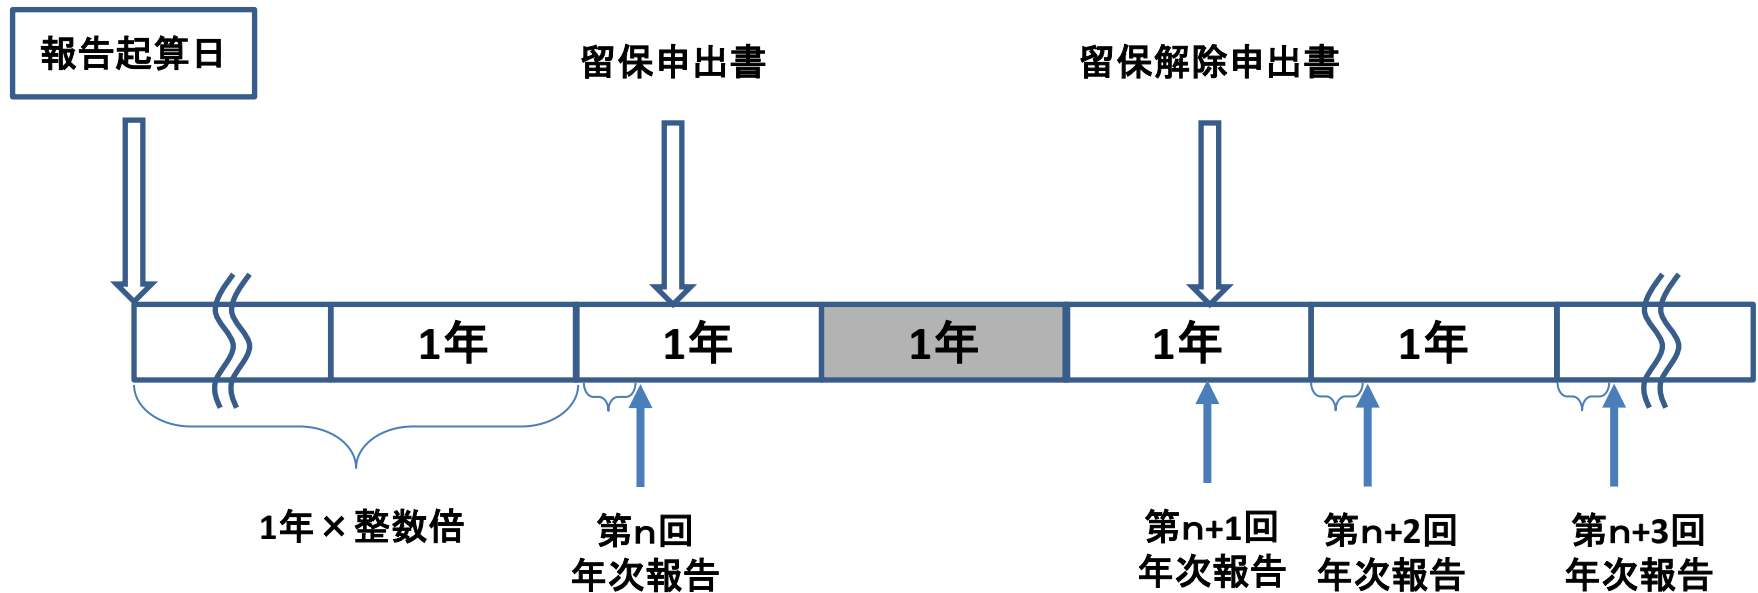 報告起算日
留保申出書
留保解除申出書
1年
1年
1年
1年
1年
1年 × 整数倍
第n回
年次報告
第n+1回
年次報告
第n+2回
年次報告
第n+3回
年次報告